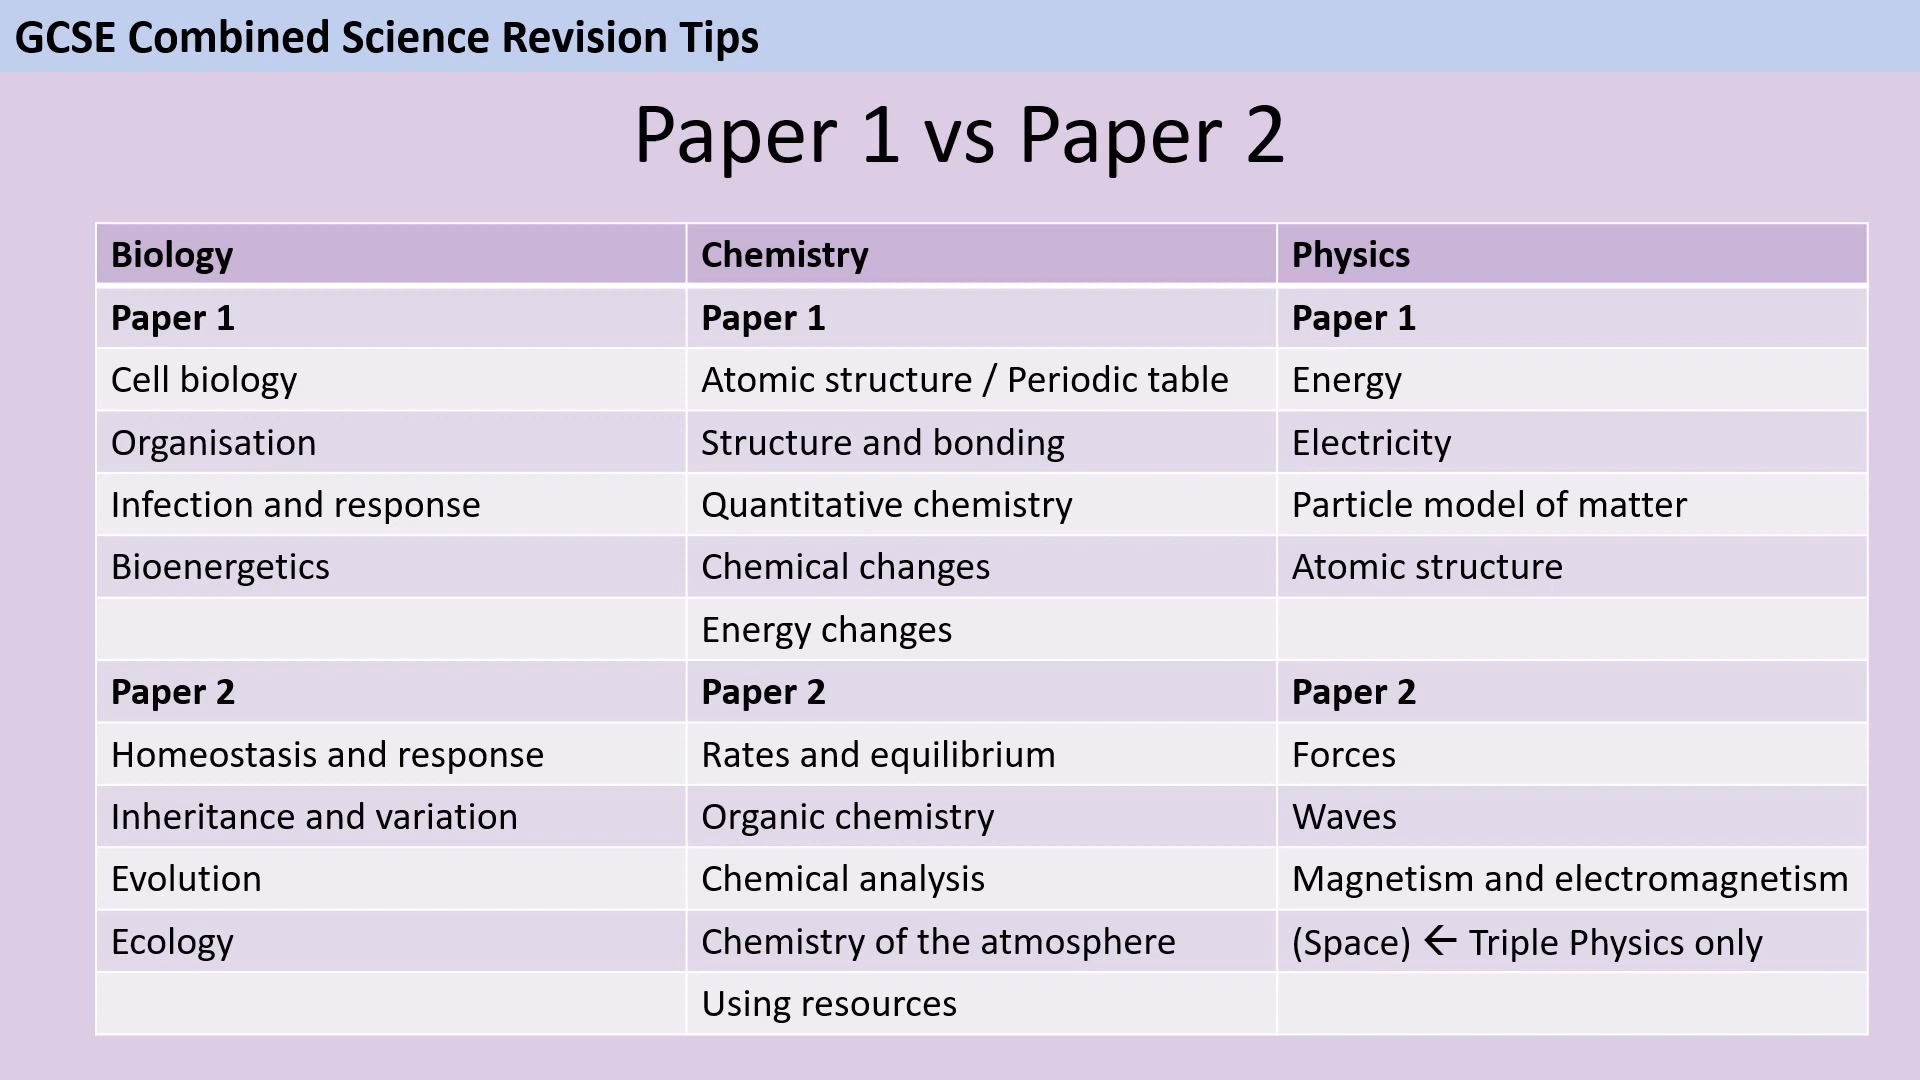 GCSE Combined Science Revision Tips
Paper 1 vs Paper 2
Biology Chemistry Physics
Paper 1 Paper 1 Paper 1
Cell biology Atomic structure / Periodic table Energy
Organisation Structure and bonding Electricity
Infection and response Quantitative chemistry Particle model of matter
Bioenergetics Chemical changes Atomic structure
Energy changes
Paper 2 Paper 2 Paper 2
Homeostasis and response Rates and equilibrium Forces
Inheritance and variation Organic chemistry Waves
Evolution Chemical analysis Magnetism and electromagnetism
Ecology Chemistry of the atmosphere (Space) ← Triple Physics only
Using resources